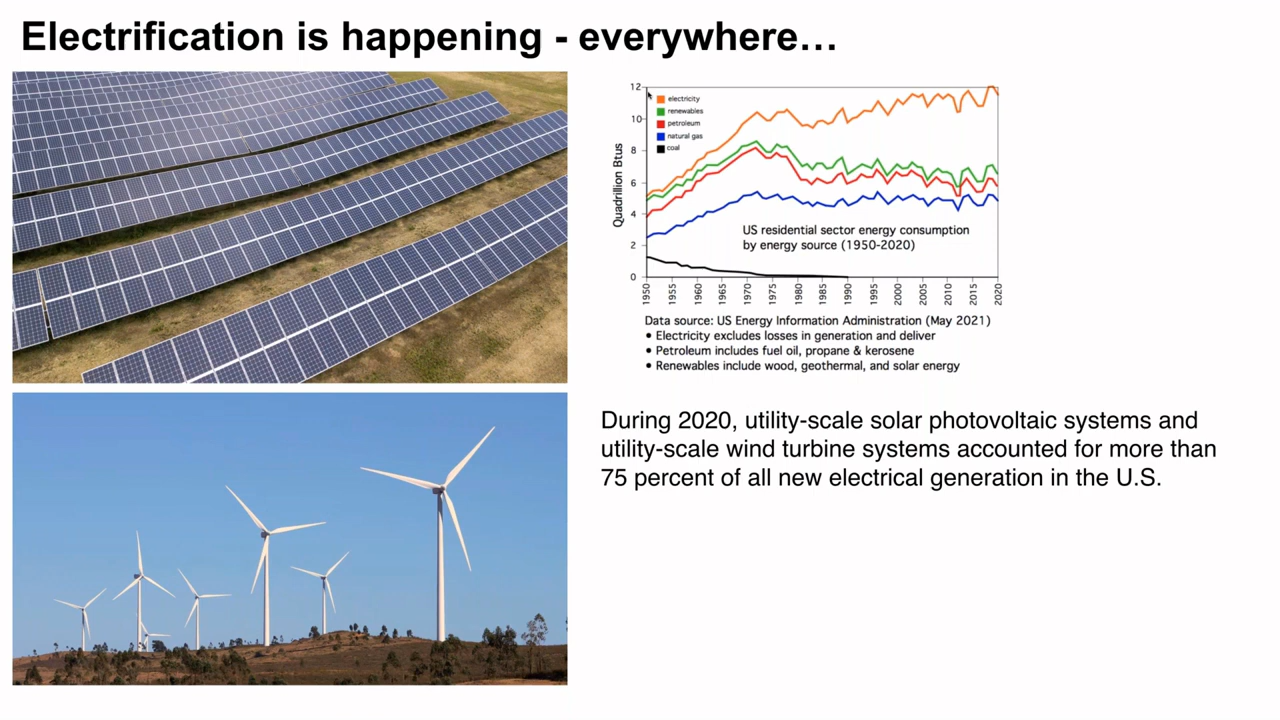 Electrification is happening - everywhere…
12
10
8
6
4
2
0
Quadrillion Btus
electricity
renewables
petroleum
natural gas
coal
US residential sector energy consumption
by energy source (1950-2020)
1950
1955
1960
1965
1970
1975
1980
1985
1990
1995
2000
2005
2010
2015
2020
Data source: US Energy Information Administration (May 2021)
• Electricity excludes losses in generation and deliver
• Petroleum includes fuel oil, propane & kerosene
• Renewables include wood, geothermal, and solar energy
During 2020, utility-scale solar photovoltaic systems and
utility-scale wind turbine systems accounted for more than
75 percent of all new electrical generation in the U.S.